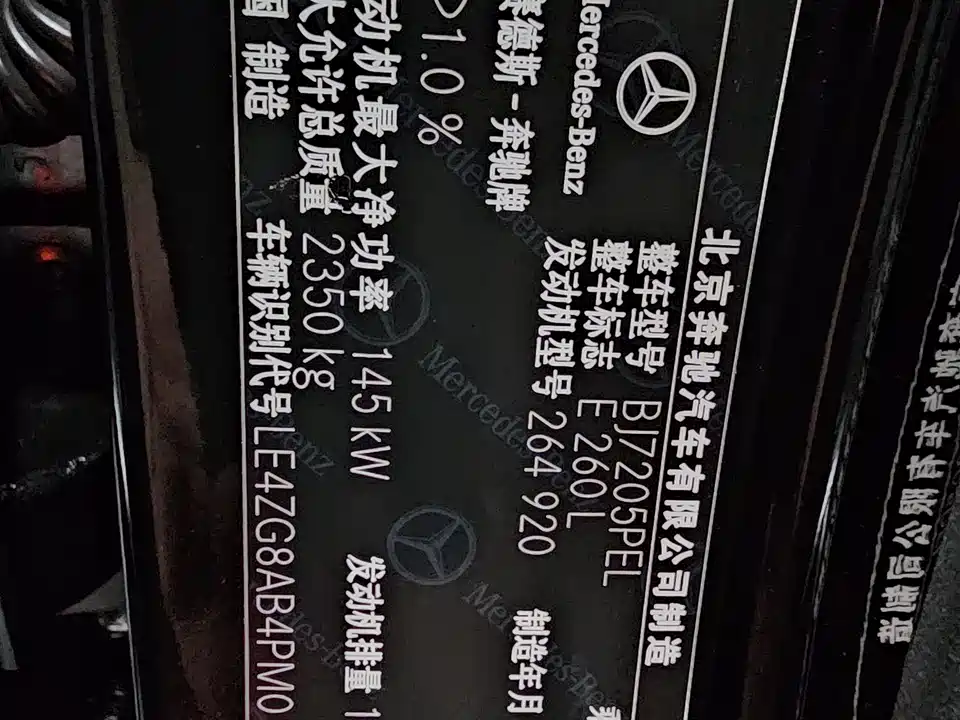 北京奔驰汽车有限公司制造
Mercedes-Benz
整车型号 BJ7205PEL
整车标志 E 260 L
赛德斯-奔驰牌 发动机型号 264 920 制造年月
>1.0 %
动机最大净功率 145 kW 发动机排量 1
大允许总质量 2350 kg
国 制造 车辆识别代号 LE4ZG8AB4PM0